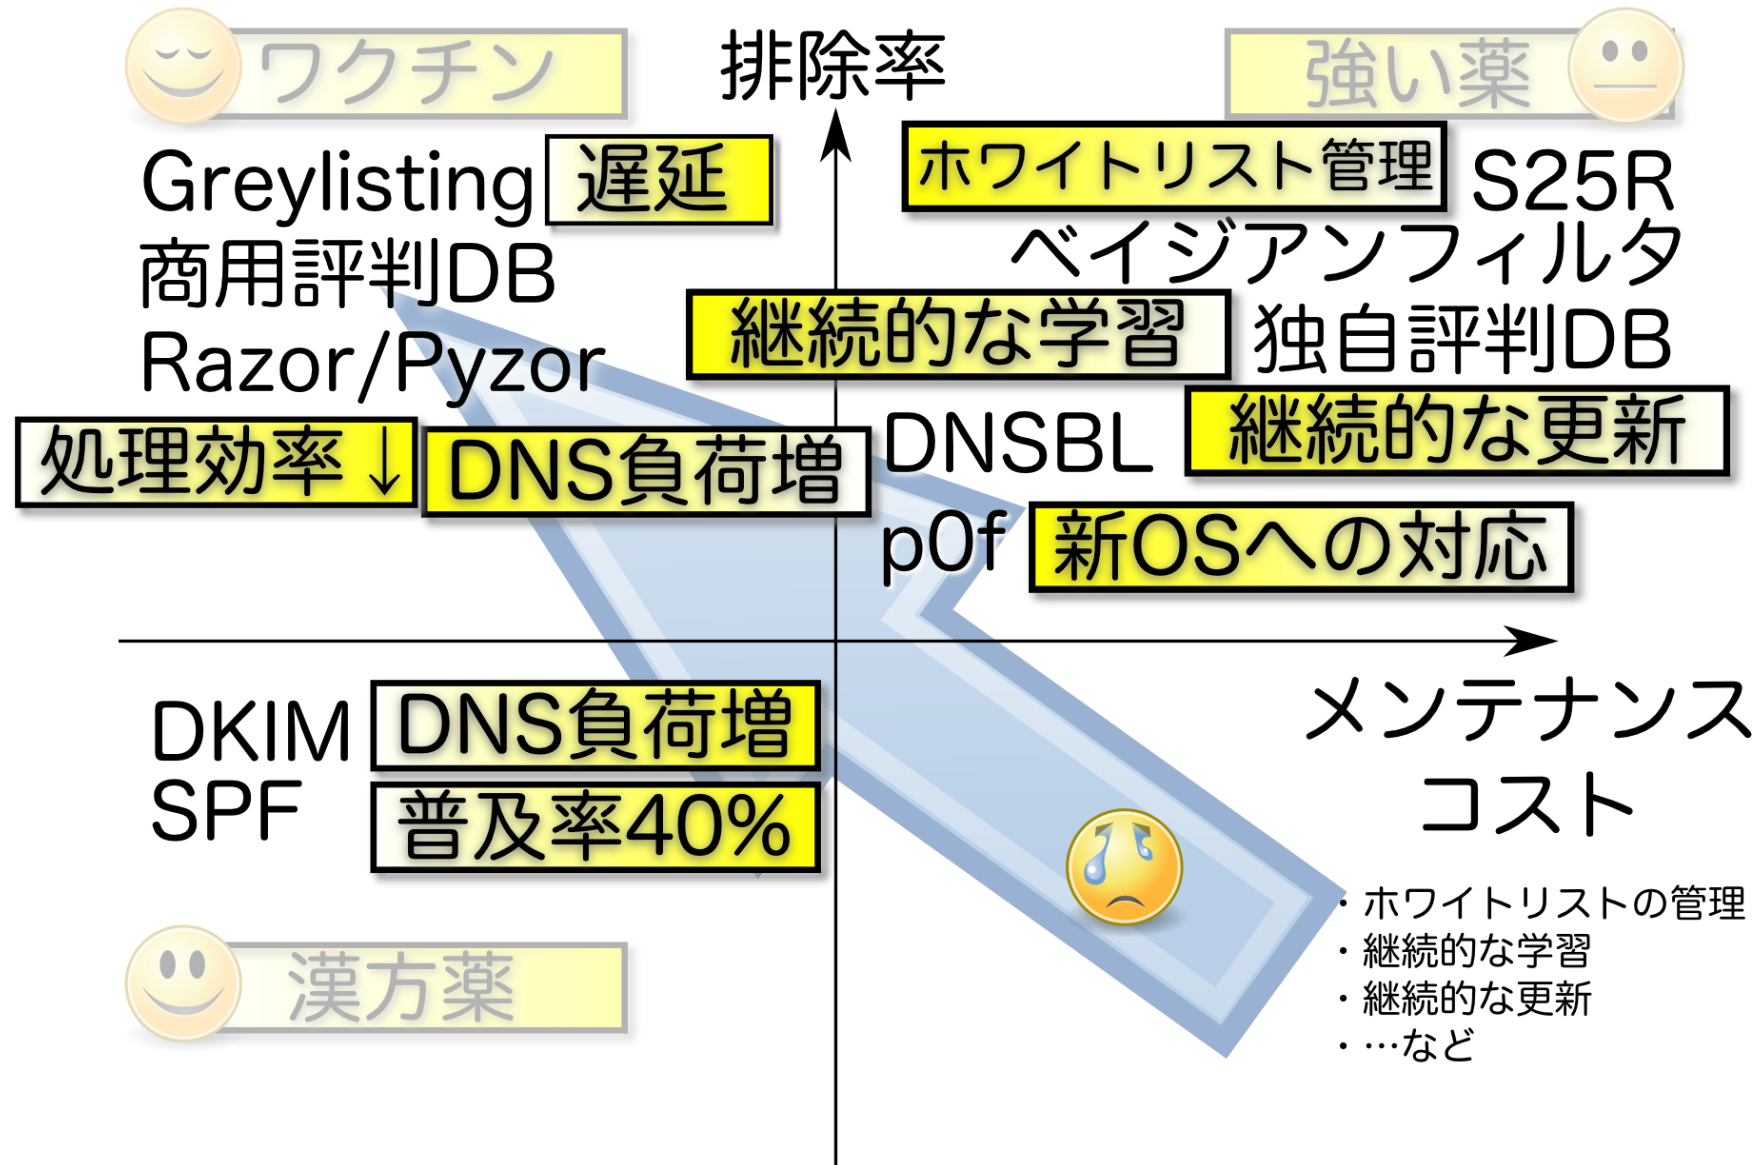 ワクチン
排除率
強い薬
Greylisting
遅延
ホワイトリスト管理
S25R
商用評判DB
ベイジアンフィルタ
Razor/Pyzor
継続的な学習
独自評判DB
処理効率↓
DNS負荷増
DNSBL
継続的な更新
p0f
新OSへの対応
DKIM
DNS負荷増
SPF
普及率40%
メンテナンス
コスト
漢方薬
・ホワイトリストの管理
・継続的な学習
・継続的な更新
・…など